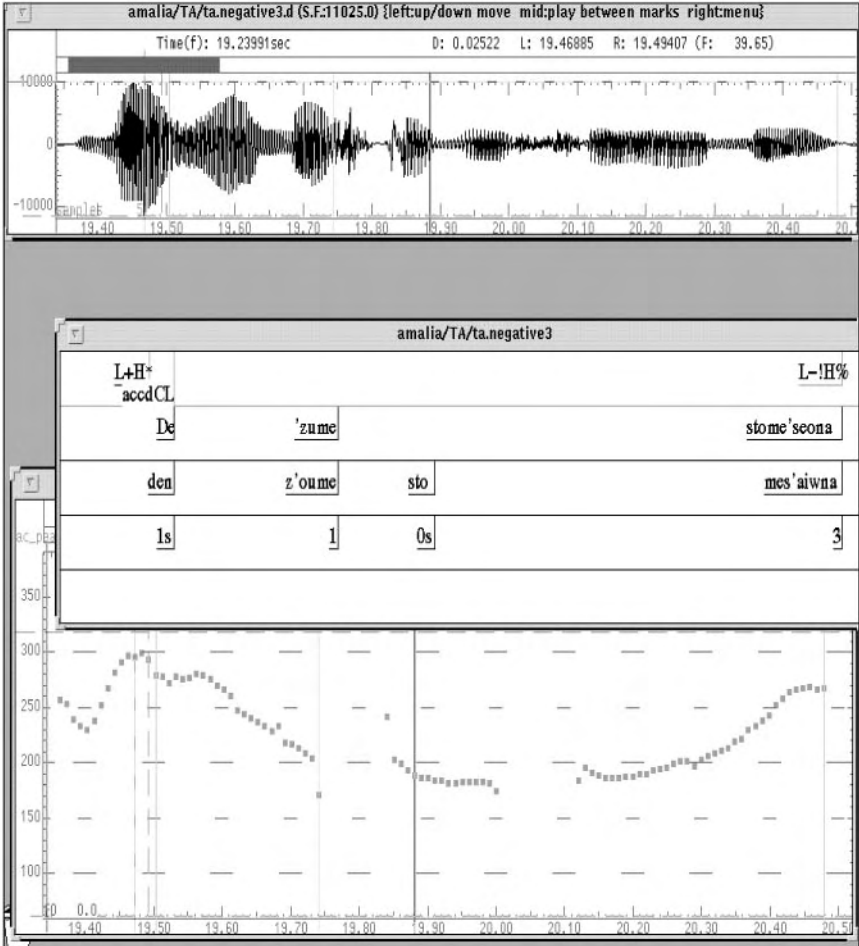 amalia/TA/ta.negative3.d (S.F.:11025.0) {left:up/down move mid:play between marks right:menu}
Time(f): 19.23991sec D: 0.02522 L: 19.46885 R: 19.49407 (F: 39.65)
10000
0
-10000
samples
19.40 19.50 19.60 19.70 19.80 19.90 20.00 20.10 20.20 20.30 20.40 20.
amalia/TA/ta.negative3
L+H* L-!H%
accdCL
De 'zume stome'seona
den z'oume sto mes'aiwna
1s 1 0s 3
350
300
250
200
150
100
0.0
19.40 19.50 19.60 19.70 19.80 19.90 20.00 20.10 20.20 20.30 20.40 20.50